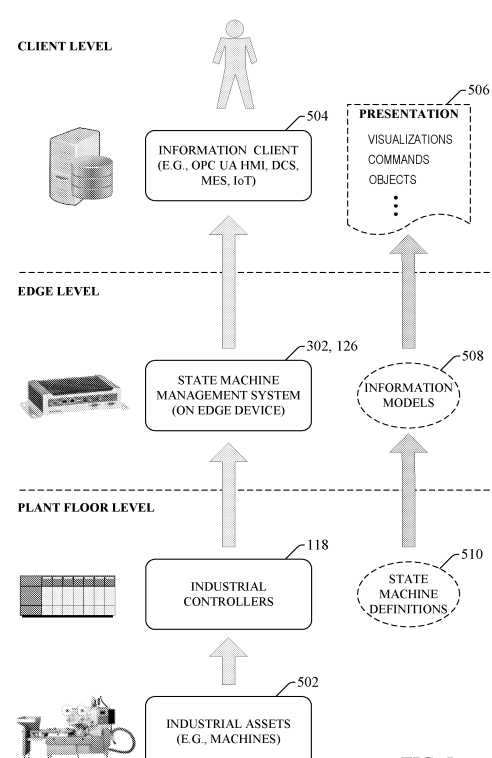 CLIENT LEVEL
506
504
PRESENTATION
INFORMATION CLIENT
(E.G., OPC UA HMI, DCS,
MES, IoT)
VISUALIZATIONS
COMMANDS
OBJECTS
EDGE LEVEL
302, 126
508
STATE MACHINE
MANAGEMENT SYSTEM
(ON EDGE DEVICE)
INFORMATION
MODELS
PLANT FLOOR LEVEL
118
510
INDUSTRIAL
CONTROLLERS
STATE
MACHINE
DEFINITIONS
502
INDUSTRIAL ASSETS
(E.G., MACHINES)